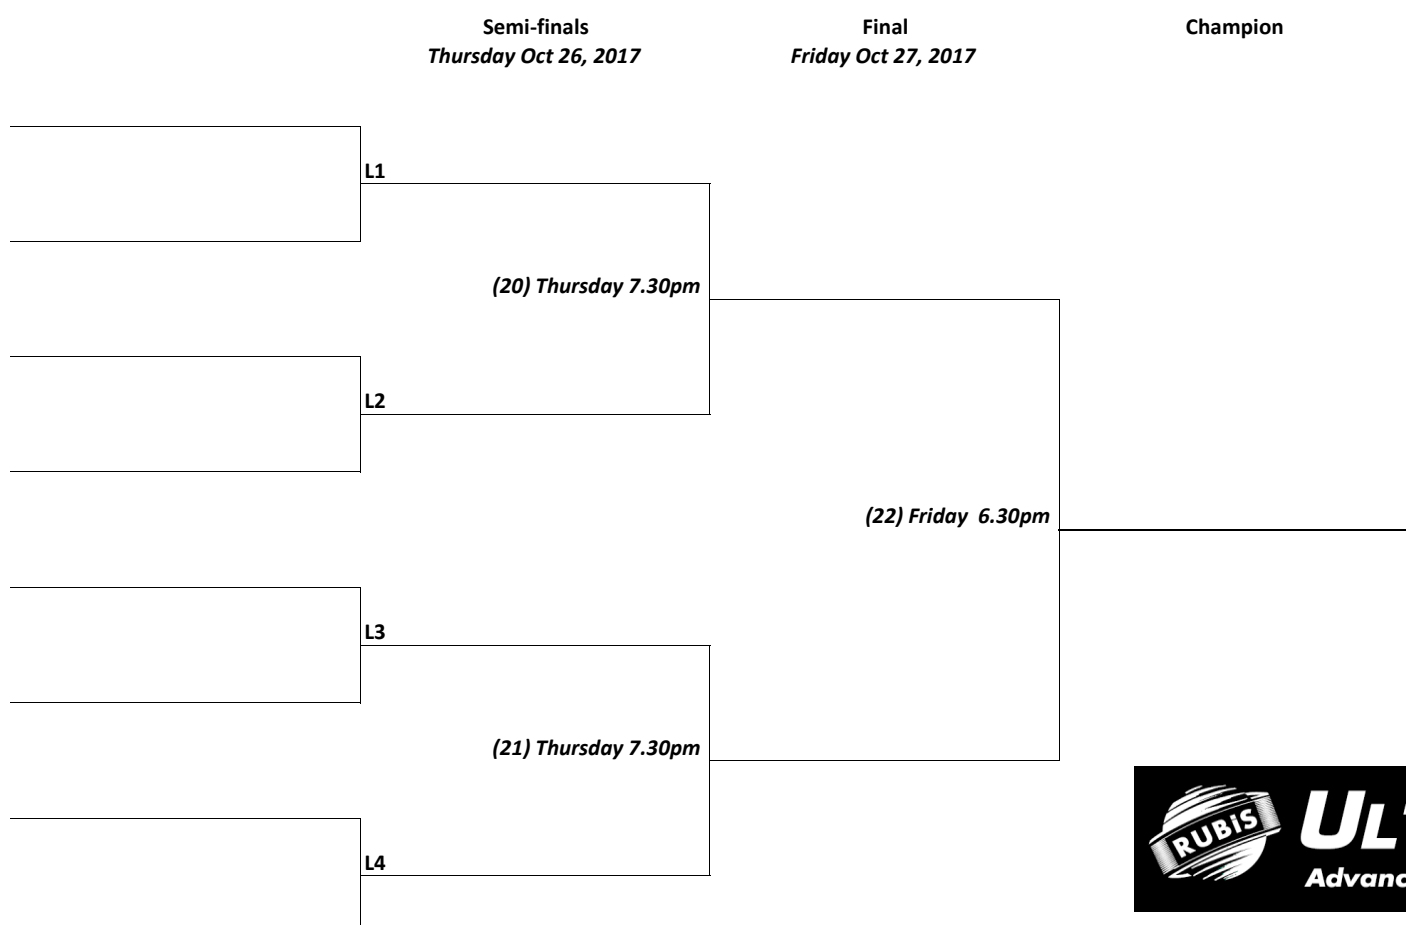 Semi-finals
Final
Champion
Thursday Oct 26, 2017
Friday Oct 27, 2017
L1
(20) Thursday 7.30pm
L2
(22) Friday  6.30pm
L3
(21) Thursday 7.30pm
L4
RUBiS